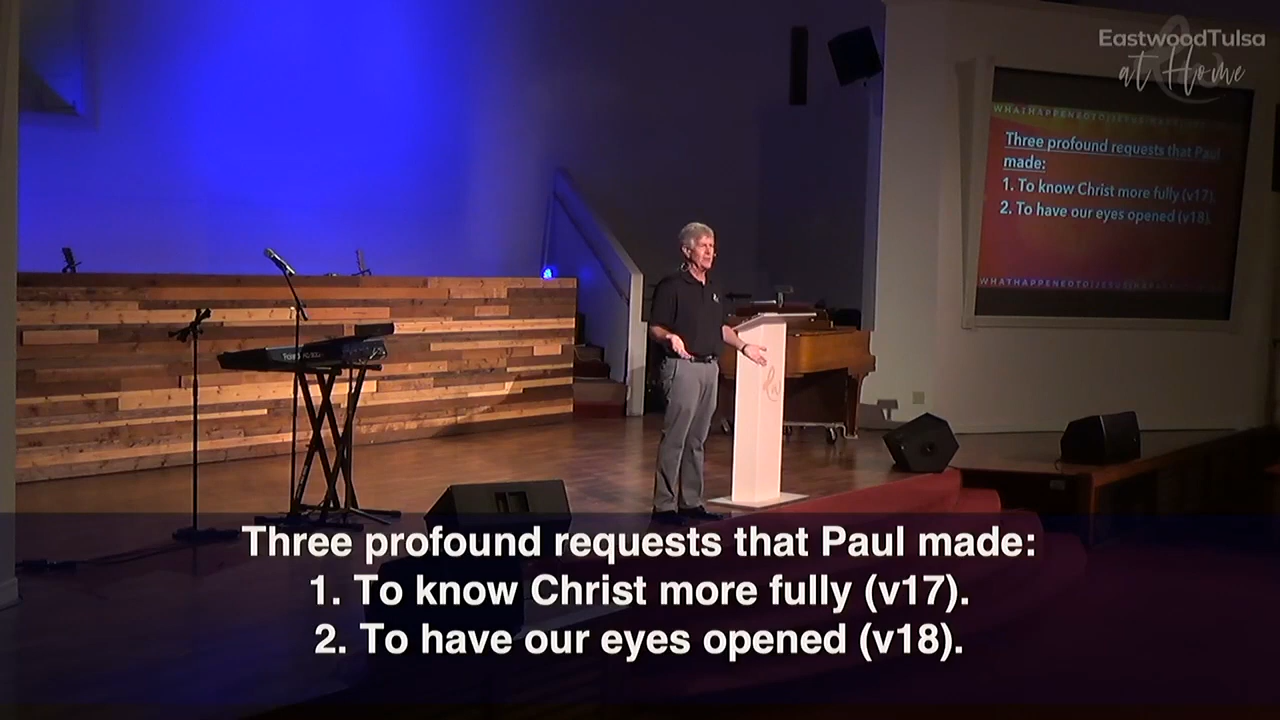 EastwoodTulsa
at Home
Three profound requests that Paul
made:
1. To know Christ more fully (v17).
2. To have our eyes opened (v18).
Three profound requests that Paul made:
1. To know Christ more fully (v17).
2. To have our eyes opened (v18).